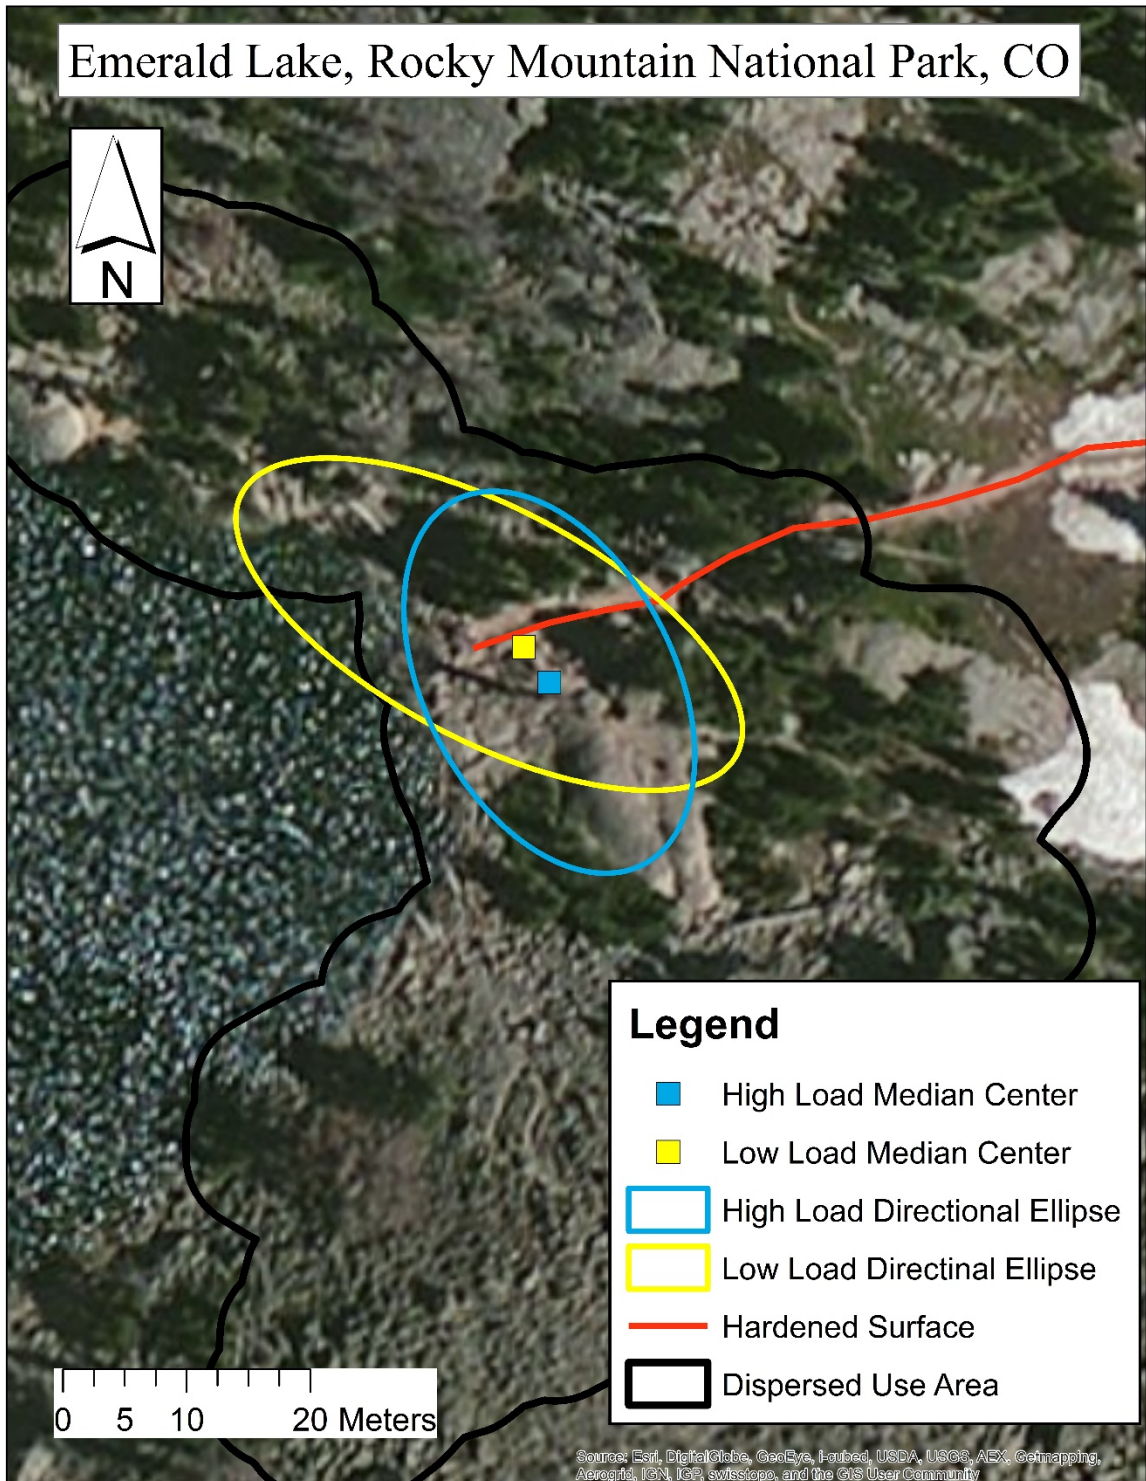 Emerald Lake, Rocky Mountain National Park, CO
N
Legend
High Load Median Center
Low Load Median Center
High Load Directional Ellipse
Low Load Directinal Ellipse
Hardened Surface
Dispersed Use Area
0 5 10 20 Meters
Source: Esri, DigitalGlobe, GeoEye, i-cubed, USDA, USGS, AEX, Getmapping,
Aerogrid, IGN, IGP, swisstopo, and the GIS User Community